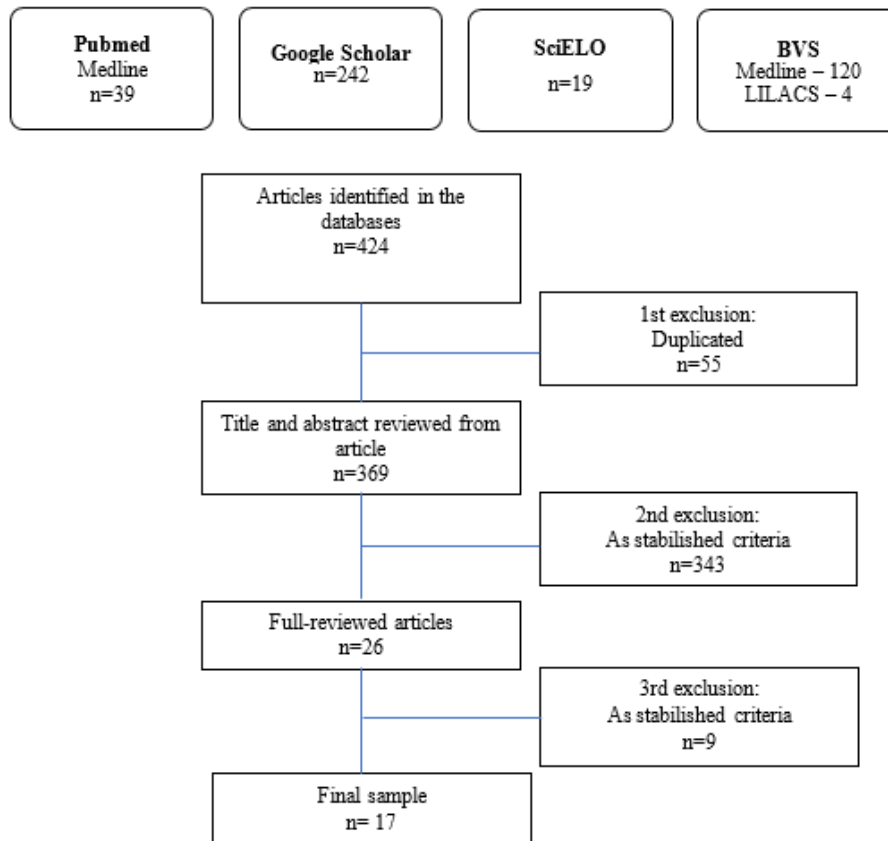 Pubmed
Medline
n=39
Google Scholar
n=242
SciELO
n=19
BVS
Medline – 120
LILACS – 4
Articles identified in the
databases
n=424
1st exclusion:
Duplicated
n=55
Title and abstract reviewed from
article
n=369
2nd exclusion:
As stabilished criteria
n=343
Full-reviewed articles
n=26
3rd exclusion:
As stabilished criteria
n=9
Final sample
n= 17